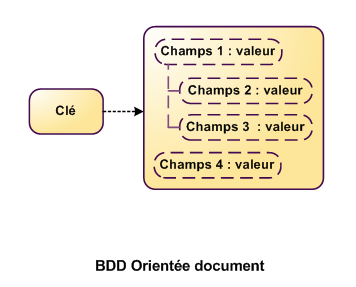 Champs 1 : valeur
Clé
Champs 2 : valeur
Champs 3 : valeur
Champs 4 : valeur
BDD Orientée document